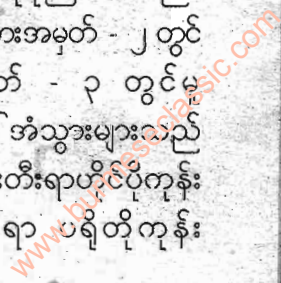 ားအမှတ် - ၂ တွင်
တ် - ၃ တွင်မူ
အံသွားများသည်
းတီးရာဟိုင်ပိုကုန်း
ရာ ပရိုတိုကုန်း
www.burmeseclassic.com